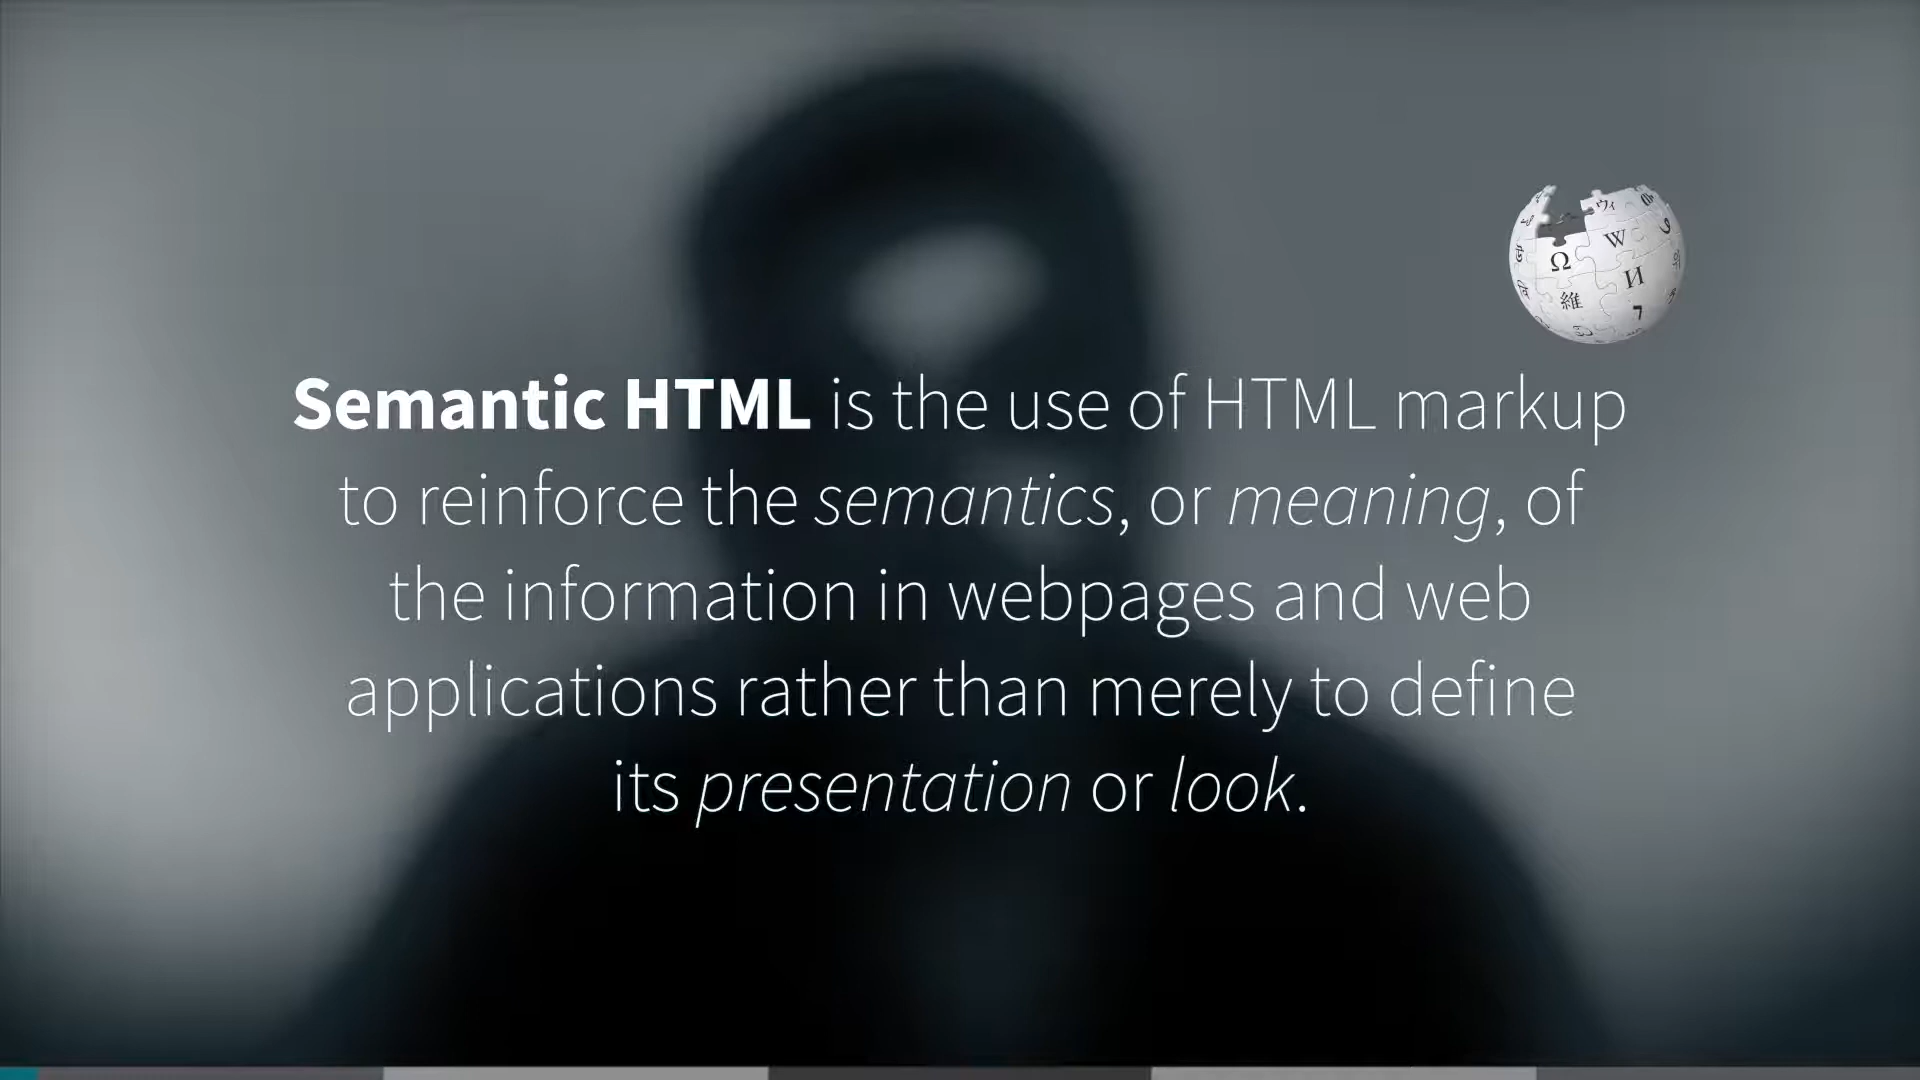 Semantic HTML is the use of HTML markup
to reinforce the semantics, or meaning, of
the information in webpages and web
applications rather than merely to define
its presentation or look.
Ω W И
維